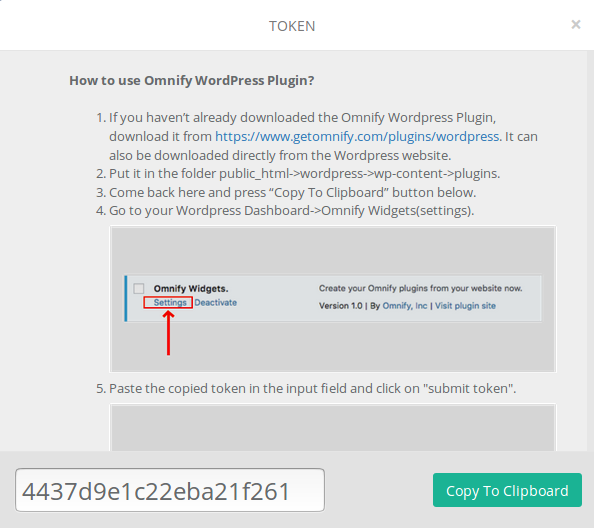 TOKEN
×
How to use Omnify WordPress Plugin?
1. If you haven’t already downloaded the Omnify Wordpress Plugin,
download it from https://www.getomnify.com/plugins/wordpress. It can
also be downloaded directly from the Wordpress website.
2. Put it in the folder public_html->wordpress->wp-content->plugins.
3. Come back here and press “Copy To Clipboard” button below.
4. Go to your Wordpress Dashboard->Omnify Widgets(settings).
Omnify Widgets. Create your Omnify plugins from your website now.
Settings Deactivate Version 1.0 | By Omnify, Inc | Visit plugin site
5. Paste the copied token in the input field and click on "submit token".
4437d9e1c22eba21f261 Copy To Clipboard